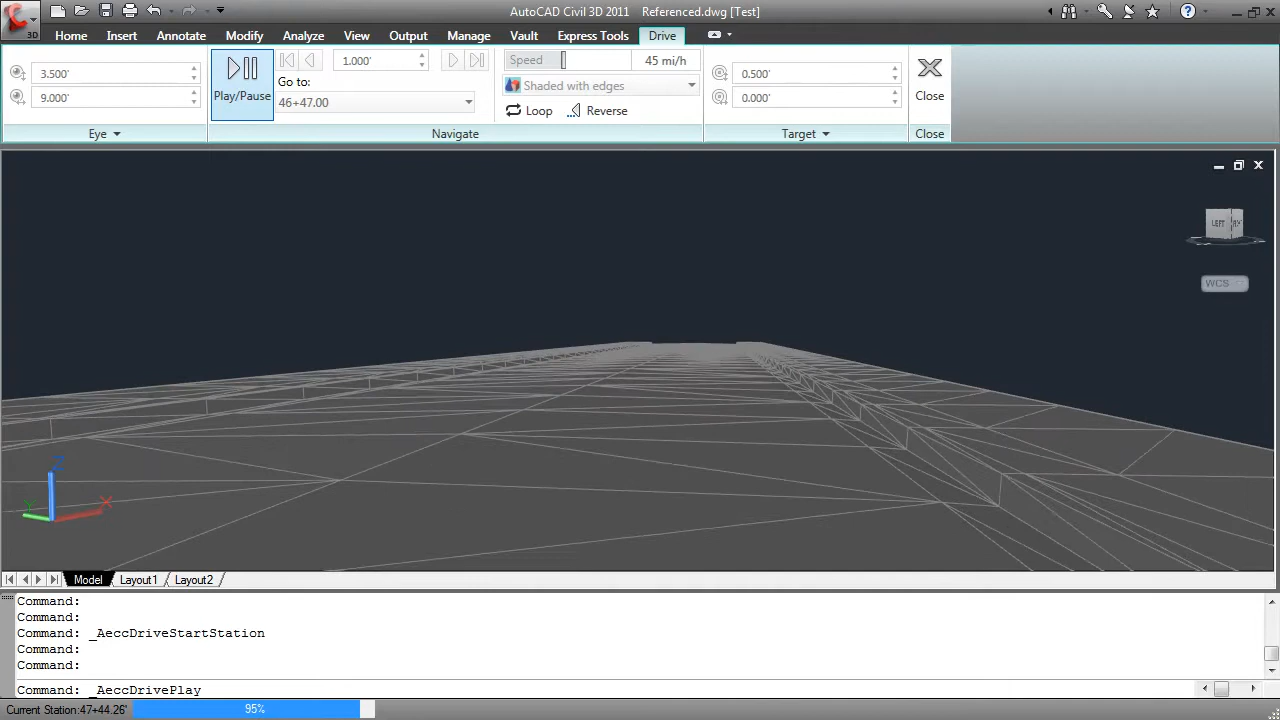 AutoCAD Civil 3D 2011 Referenced.dwg [Test]
3D
Home Insert Annotate Modify Analyze View Output Manage Vault Express Tools Drive
3.500'
9.000'
Eye
Play/Pause
1.000'
Go to:
46+47.00
Speed 45 mi/h
Shaded with edges
Loop Reverse
Navigate
0.500'
0.000'
Target
Close
Close
LEFT
WCS
Z
X
Y
Model Layout1 Layout2
Command:
Command:
Command: _AeccDriveStartStation
Command:
Command:
Command: _AeccDrivePlay
Current Station:47+44.26' 95%